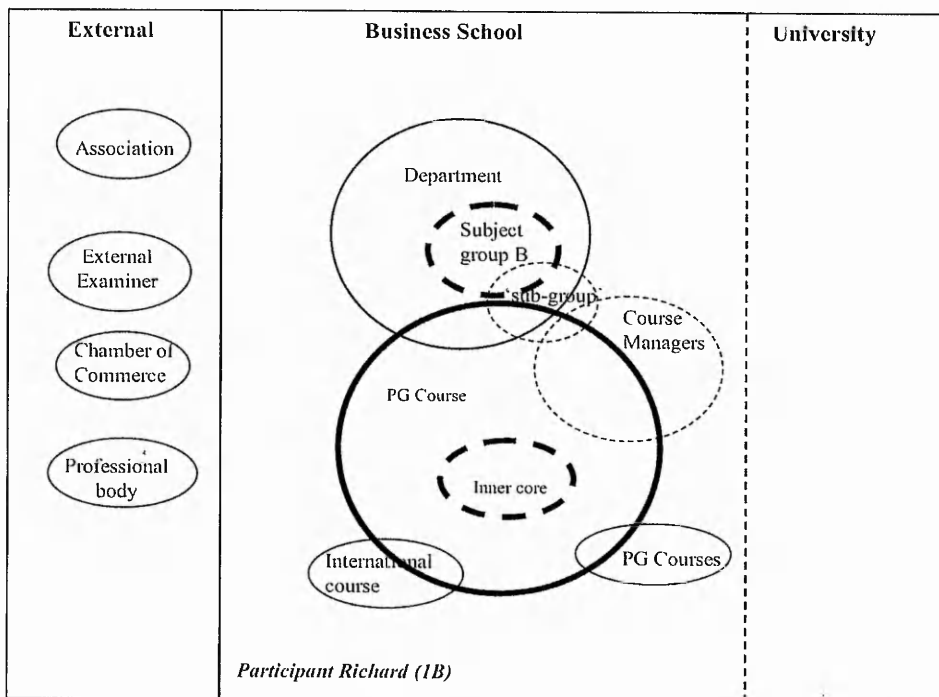 External
Business School
University
Association
Department
Subject
group B
External
Examiner
'sub-group'
Course
Managers
Chamber of
Commerce
PG Course
Professional
body
Inner core
International
course
PG Courses
Participant Richard (1B)